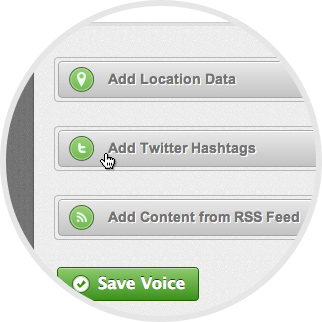 Add Location Data
Add Twitter Hashtags
Add Content from RSS Feed
Save Voice